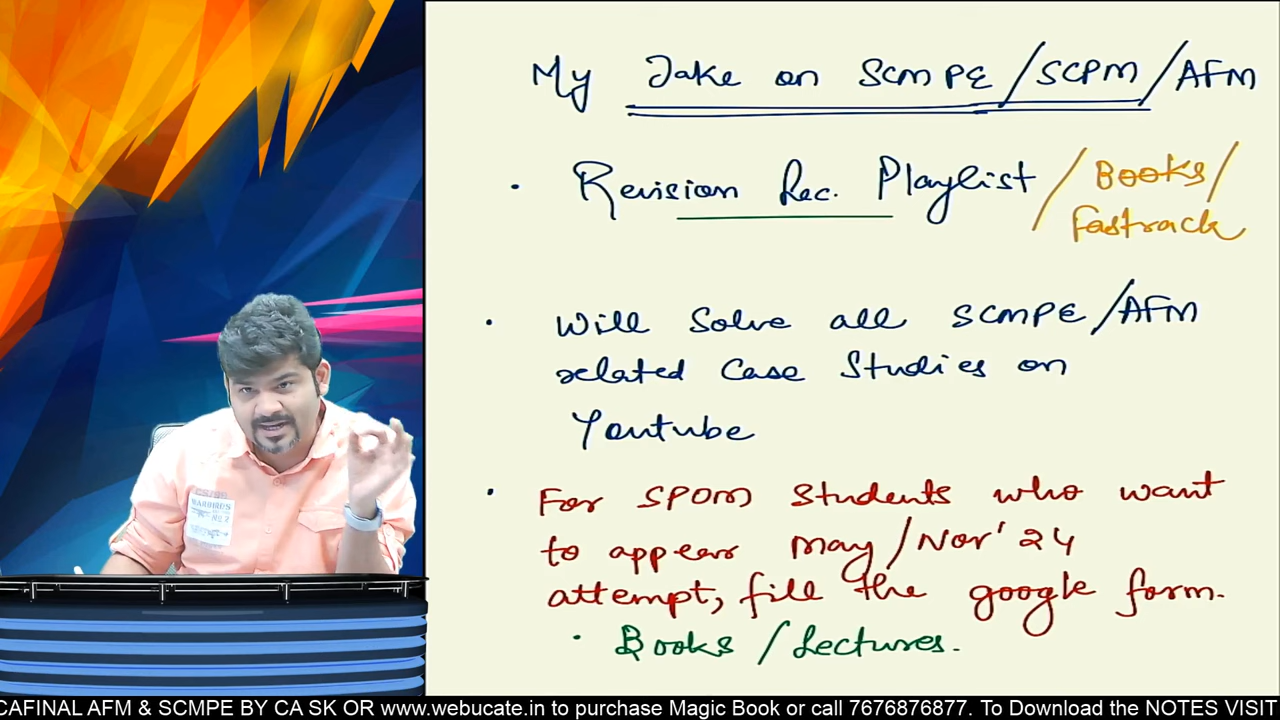 My Take on SCMPE/SCPM/AFM
• Revision Rec. Playlist / Books/
Fastrack
• Will Solve all SCMPE/AFM
related Case Studies on
Youtube
• For SPOM Students who want
to appear May/Nov'24
attempt, fill the google form.
• Books / Lectures.
CAFINAL AFM & SCMPE BY CA SK OR www.webucate.in to purchase Magic Book or call 7676876877. To Download the NOTES VISIT